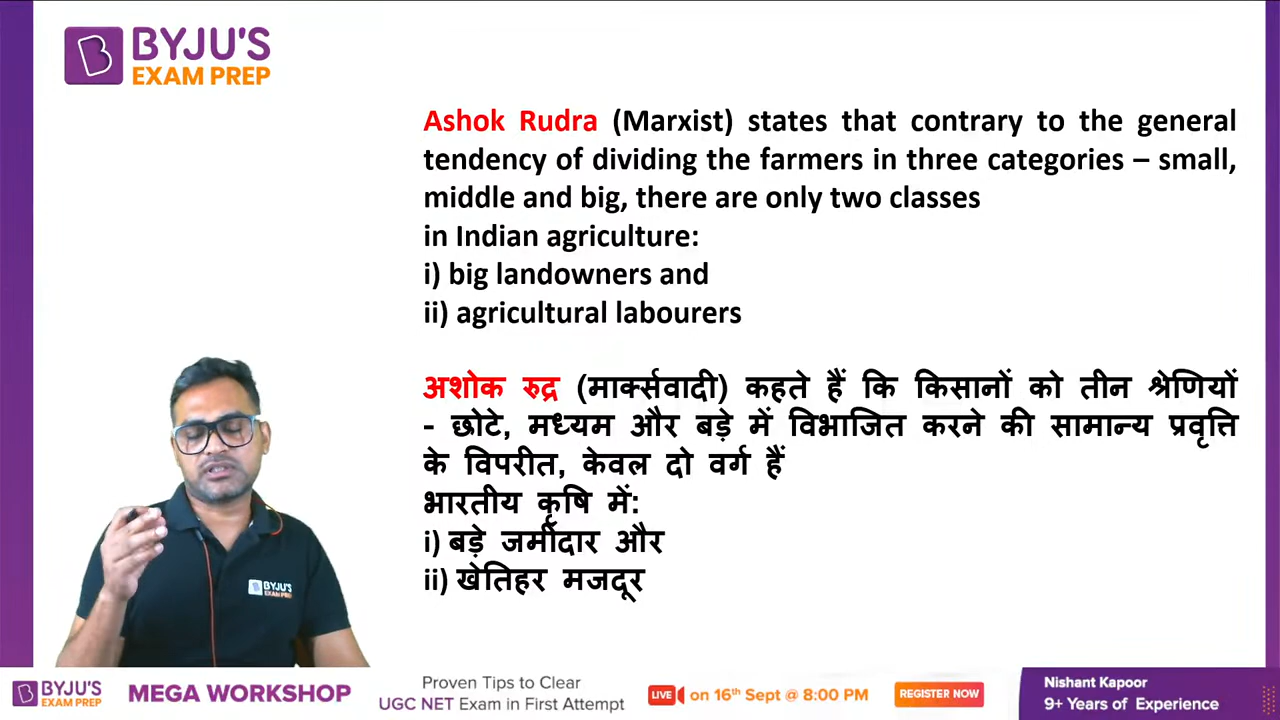 BYJU'S
EXAM PREP
Ashok Rudra (Marxist) states that contrary to the general
tendency of dividing the farmers in three categories – small,
middle and big, there are only two classes
in Indian agriculture:
i) big landowners and
ii) agricultural labourers
अशोक रुद्र (मार्क्सवादी) कहते हैं कि किसानों को तीन श्रेणियों
- छोटे, मध्यम और बड़े में विभाजित करने की सामान्य प्रवृत्ति
के विपरीत, केवल दो वर्ग हैं
भारतीय कृषि में:
i) बड़े जमींदार और
ii) खेतिहर मजदूर
BYJU'S
EXAM PREP
BYJU'S
EXAM PREP
MEGA WORKSHOP
Proven Tips to Clear
UGC NET Exam in First Attempt
LIVE on 16th Sept @ 8:00 PM
REGISTER NOW
Nishant Kapoor
9+ Years of Experience